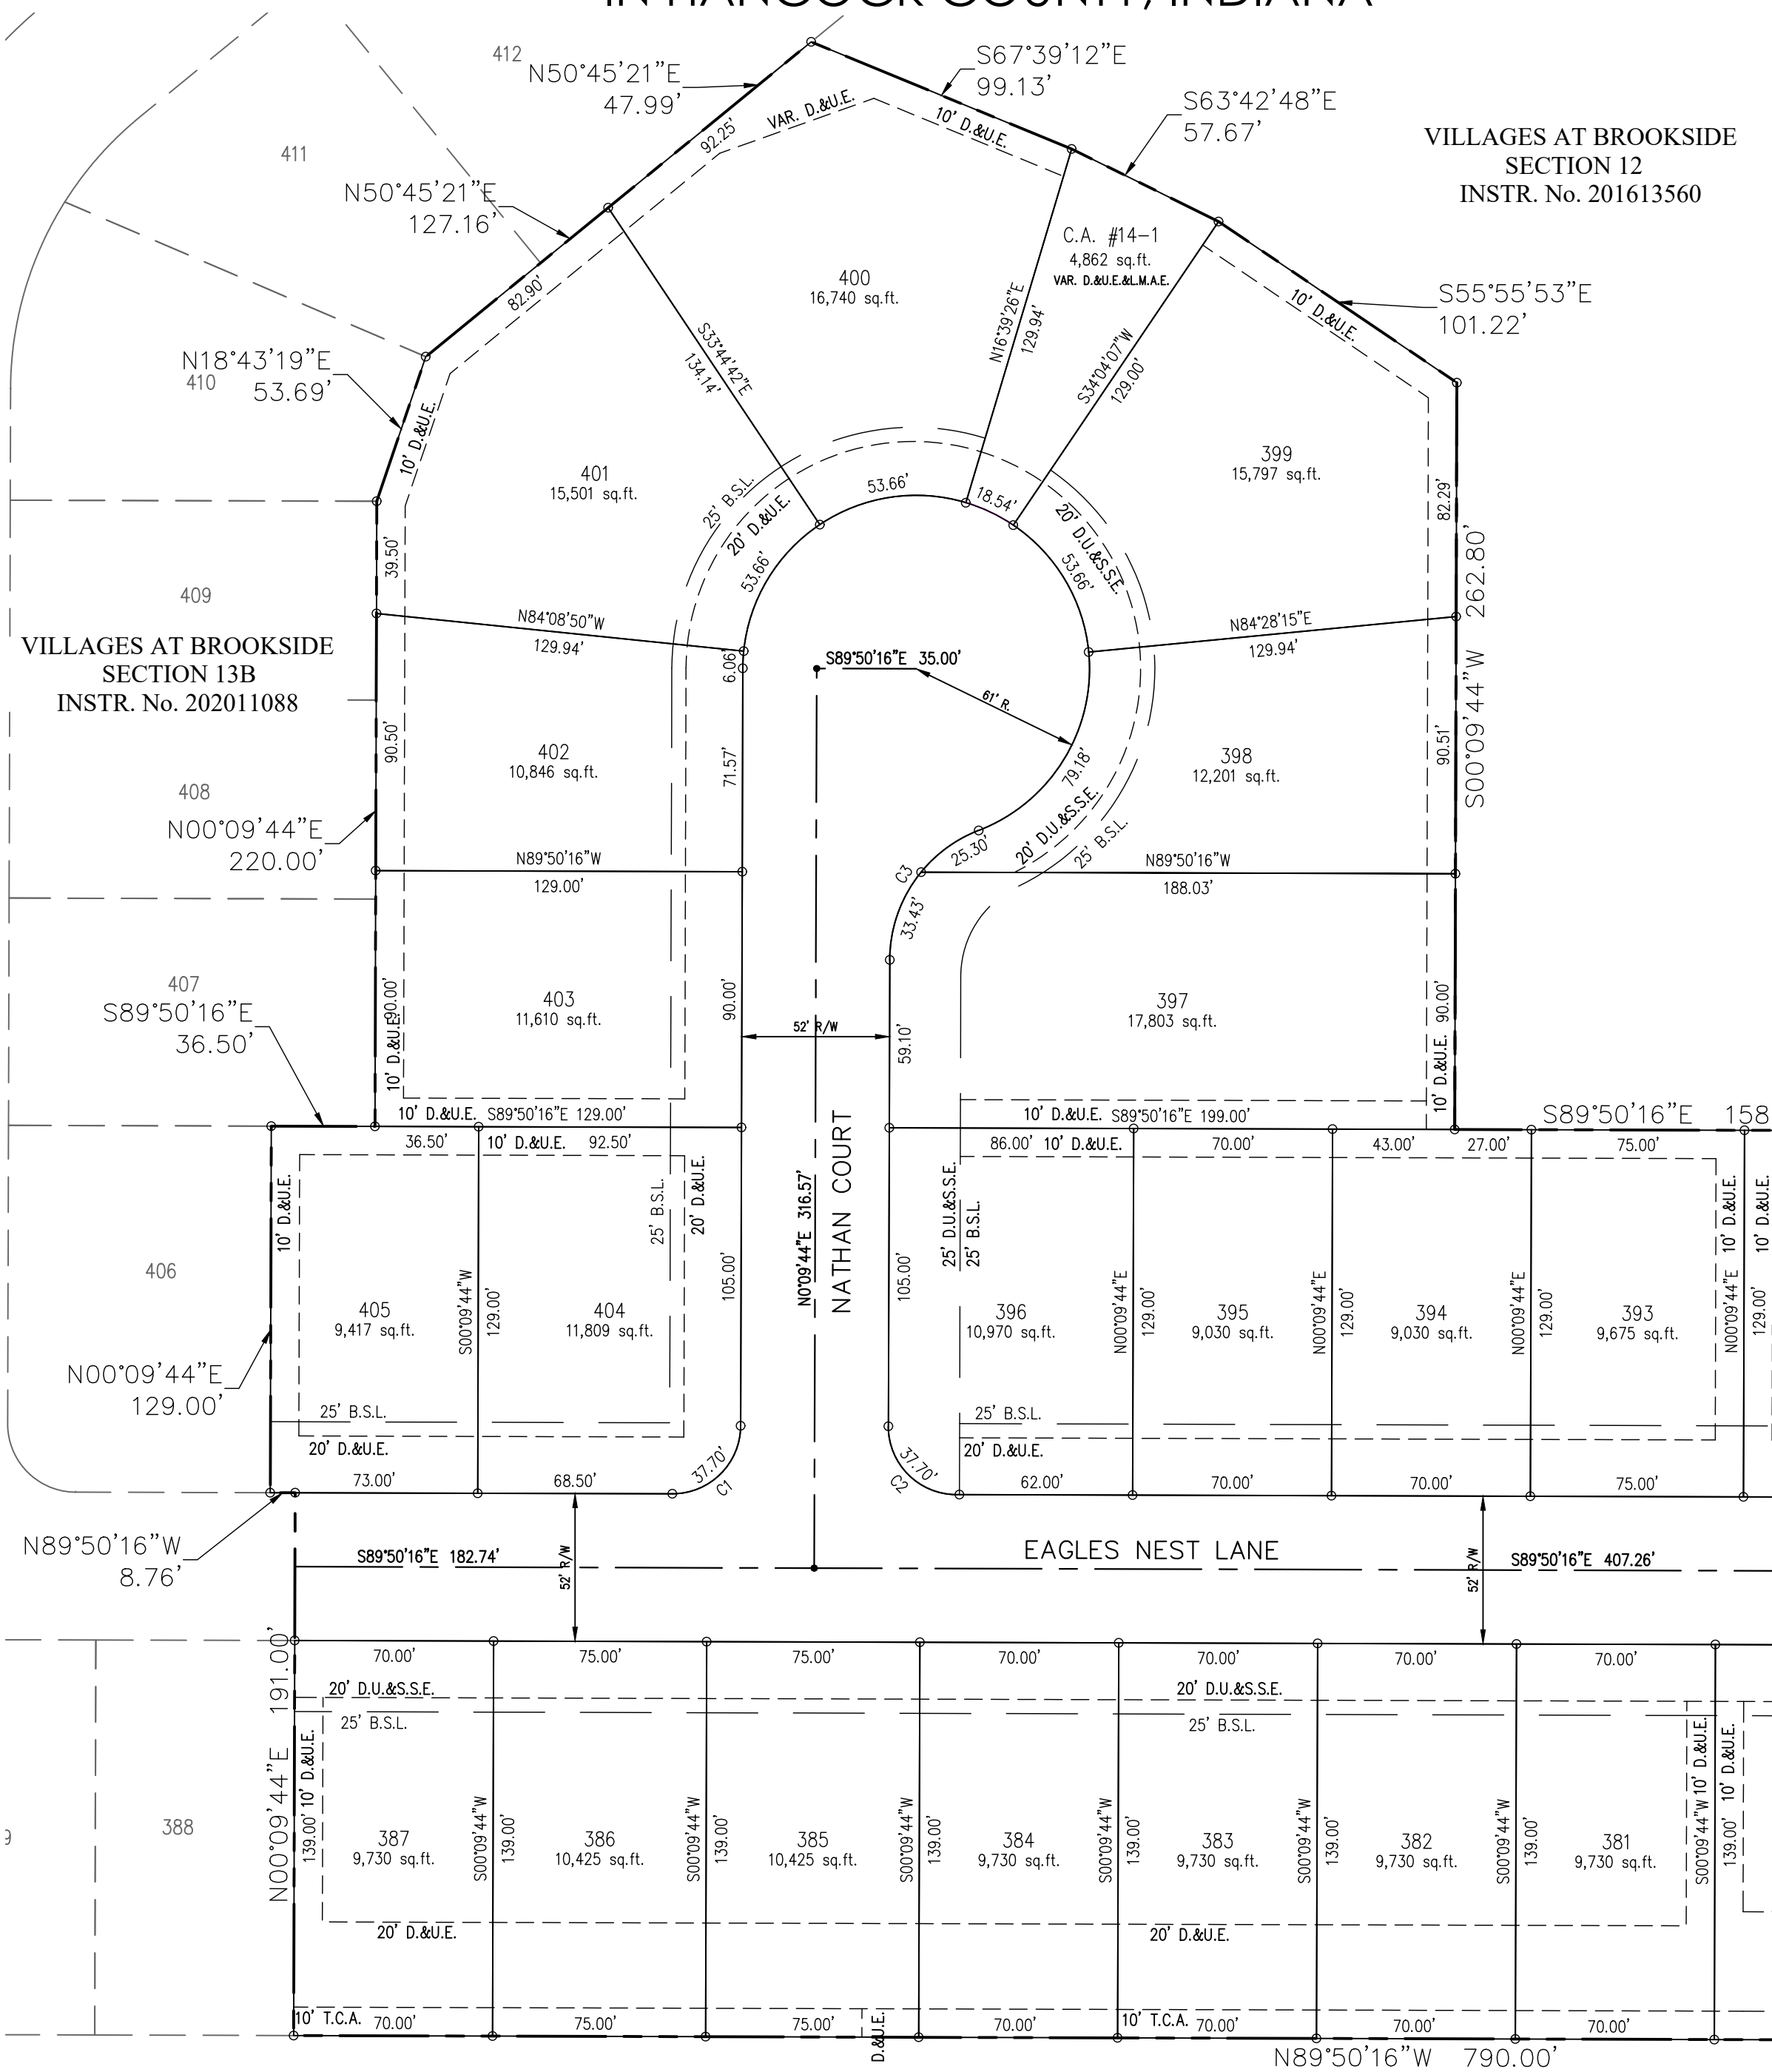 IN HANCOCK COUNTY, INDIANA
412
N50°45'21"E
47.99'
S67°39'12"E
99.13'
S63°42'48"E
57.67'
VILLAGES AT BROOKSIDE
SECTION 12
INSTR. No. 201613560
92.25'
VAR. D.&U.E.
10' D.&U.E.
411
N50°45'21"E
127.16'
C.A. #14-1
4,862 sq.ft.
VAR. D.&U.E.&L.M.A.E.
400
16,740 sq.ft.
82.90'
S33°44'42"E
134.14'
N16°39'26"E
129.94'
S34°04'07"W
129.00'
10' D.&U.E.
S55°55'53"E
101.22'
N18°43'19"E
53.69'
410
10' D.&U.E.
401
15,501 sq.ft.
399
15,797 sq.ft.
25' B.S.L.
20' D.&U.E.
53.66'
18.54'
20' D.U.&S.S.E.
82.29'
39.50'
53.66'
53.66'
S00°09'44"W 262.80'
409
N84°08'50"W
129.94'
N84°28'15"E
129.94'
VILLAGES AT BROOKSIDE
SECTION 13B
INSTR. No. 202011088
6.06'
S89°50'16"E 35.00'
61' R.
90.50'
402
10,846 sq.ft.
71.57'
79.18'
398
12,201 sq.ft.
90.51'
408
N00°09'44"E
220.00'
20' D.U.&S.S.E.
25' B.S.L.
N89°50'16"W
129.00'
C3
25.30'
N89°50'16"W
188.03'
33.43'
407
S89°50'16"E
36.50'
90.00'
10' D.&U.E.
403
11,610 sq.ft.
90.00'
52' R/W
59.10'
397
17,803 sq.ft.
90.00'
10' D.&U.E.
10' D.&U.E. S89°50'16"E 129.00'
10' D.&U.E. S89°50'16"E 199.00'
S89°50'16"E 158
36.50'
10' D.&U.E. 92.50'
86.00' 10' D.&U.E.
70.00'
43.00'
27.00'
75.00'
10' D.&U.E.
25' B.S.L.
20' D.&U.E.
N0°09'44"E 316.57'
NATHAN COURT
25' D.U.&S.S.E.
25' B.S.L.
10' D.&U.E.
10' D.&U.E.
406
405
9,417 sq.ft.
S00°09'44"W
129.00'
404
11,809 sq.ft.
105.00'
105.00'
396
10,970 sq.ft.
N00°09'44"E
129.00'
395
9,030 sq.ft.
N00°09'44"E
129.00'
394
9,030 sq.ft.
N00°09'44"E
129.00'
393
9,675 sq.ft.
N00°09'44"E
129.00'
N00°09'44"E
129.00'
25' B.S.L.
20' D.&U.E.
25' B.S.L.
20' D.&U.E.
73.00'
68.50'
37.70'
C1
37.70'
C2
62.00'
70.00'
70.00'
75.00'
N89°50'16"W
8.76'
S89°50'16"E 182.74'
52' R/W
EAGLES NEST LANE
52' R/W
S89°50'16"E 407.26'
70.00'
75.00'
75.00'
70.00'
70.00'
70.00'
70.00'
N00°09'44"E 191.00'
20' D.U.&S.S.E.
20' D.U.&S.S.E.
25' B.S.L.
25' B.S.L.
388
139.00' 10' D.&U.E.
387
9,730 sq.ft.
S00°09'44"W
139.00'
386
10,425 sq.ft.
S00°09'44"W
139.00'
385
10,425 sq.ft.
S00°09'44"W
139.00'
384
9,730 sq.ft.
S00°09'44"W
139.00'
383
9,730 sq.ft.
S00°09'44"W
139.00'
382
9,730 sq.ft.
S00°09'44"W
139.00'
381
9,730 sq.ft.
S00°09'44"W 10' D.&U.E.
139.00' 10' D.&U.E.
20' D.&U.E.
20' D.&U.E.
10' T.C.A.
70.00'
75.00'
75.00'
D.&U.E.
70.00'
10' T.C.A.
70.00'
70.00'
70.00'
N89°50'16"W 790.00'